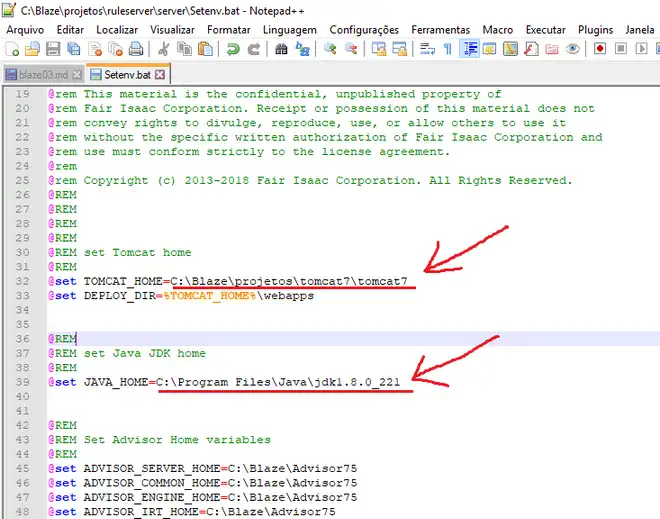 C:\Blaze\projetos\ruleserver\server\Setenv.bat - Notepad++
Arquivo Editar Localizar Visualizar Formatar Linguagem Configurações Ferramentas Macro Executar Plugins Janela
blaze03.md Setenv.bat
19 @rem This material is the confidential, unpublished property of
20 @rem Fair Isaac Corporation. Receipt or possession of this material does not
21 @rem convey rights to divulge, reproduce, use, or allow others to use it
22 @rem without the specific written authorization of Fair Isaac Corporation and
23 @rem use must conform strictly to the license agreement.
24 @rem
25 @rem Copyright (c) 2013-2018 Fair Isaac Corporation. All Rights Reserved.
26 @REM
27 @REM
28 @REM
29 @REM
30 @REM set Tomcat home
31 @REM
32 @set TOMCAT_HOME=C:\Blaze\projetos\tomcat7\tomcat7
33 @set DEPLOY_DIR=%TOMCAT_HOME%\webapps
34
35
36 @REM
37 @REM set Java JDK home
38 @REM
39 @set JAVA_HOME=C:\Program Files\Java\jdk1.8.0_221
40
41
42 @REM
43 @REM Set Advisor Home variables
44 @REM
45 @set ADVISOR_SERVER_HOME=C:\Blaze\Advisor75
46 @set ADVISOR_COMMON_HOME=C:\Blaze\Advisor75
47 @set ADVISOR_ENGINE_HOME=C:\Blaze\Advisor75
48 @set ADVISOR_IRT_HOME=C:\Blaze\Advisor75